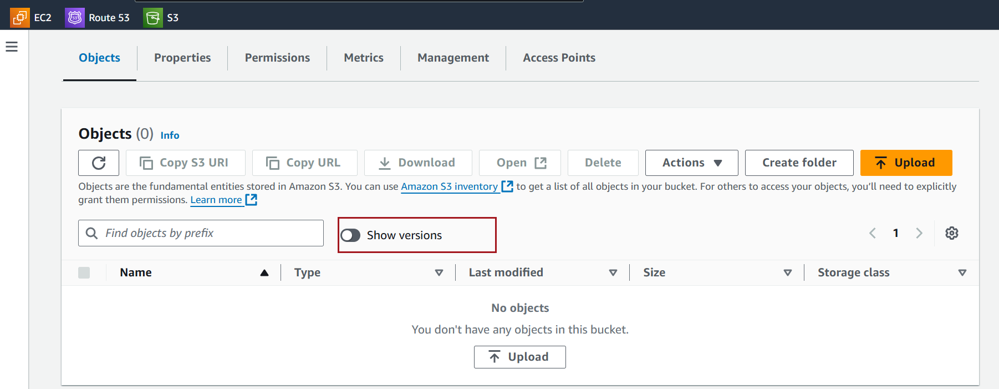 EC2 Route 53 S3
Objects Properties Permissions Metrics Management Access Points
Objects (0) Info
Copy S3 URI Copy URL Download Open Delete Actions Create folder Upload
Objects are the fundamental entities stored in Amazon S3. You can use Amazon S3 inventory to get a list of all objects in your bucket. For others to access your objects, you’ll need to explicitly
grant them permissions. Learn more
Find objects by prefix Show versions 1
Name Type Last modified Size Storage class
No objects
You don't have any objects in this bucket.
Upload